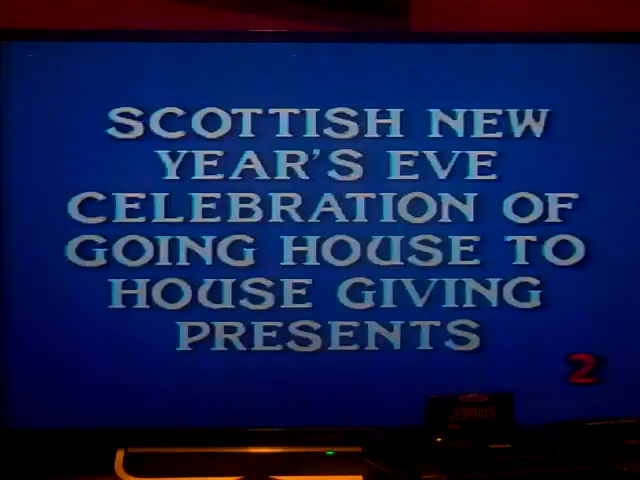 SCOTTISH NEW
YEAR'S EVE
CELEBRATION OF
GOING HOUSE TO
HOUSE GIVING
PRESENTS
2